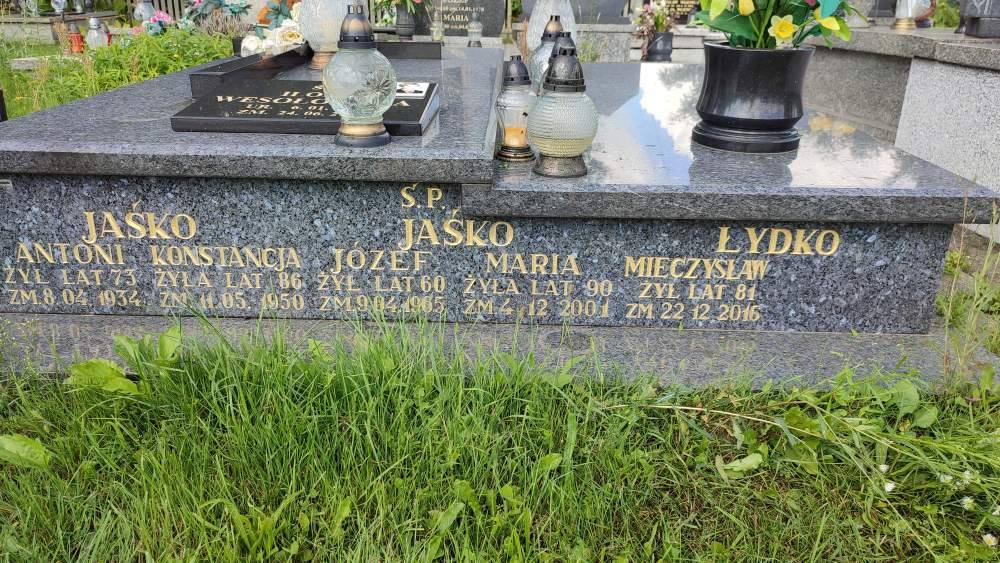 MARIA
Ś.P.
JAŚKO JAŚKO ŁYDKO
ANTONI KONSTANCJA JÓZEF MARIA MIECZYSŁAW
ŻYŁ LAT 73 ŻYŁA LAT 86 ŻYŁ LAT 60 ŻYŁA LAT 90 ŻYŁ LAT 81
ZM 8.04.1934. ZM. 11.05.1950 ZM 9.04.1965 ZM 4.12.2001 ZM 22.12.2016